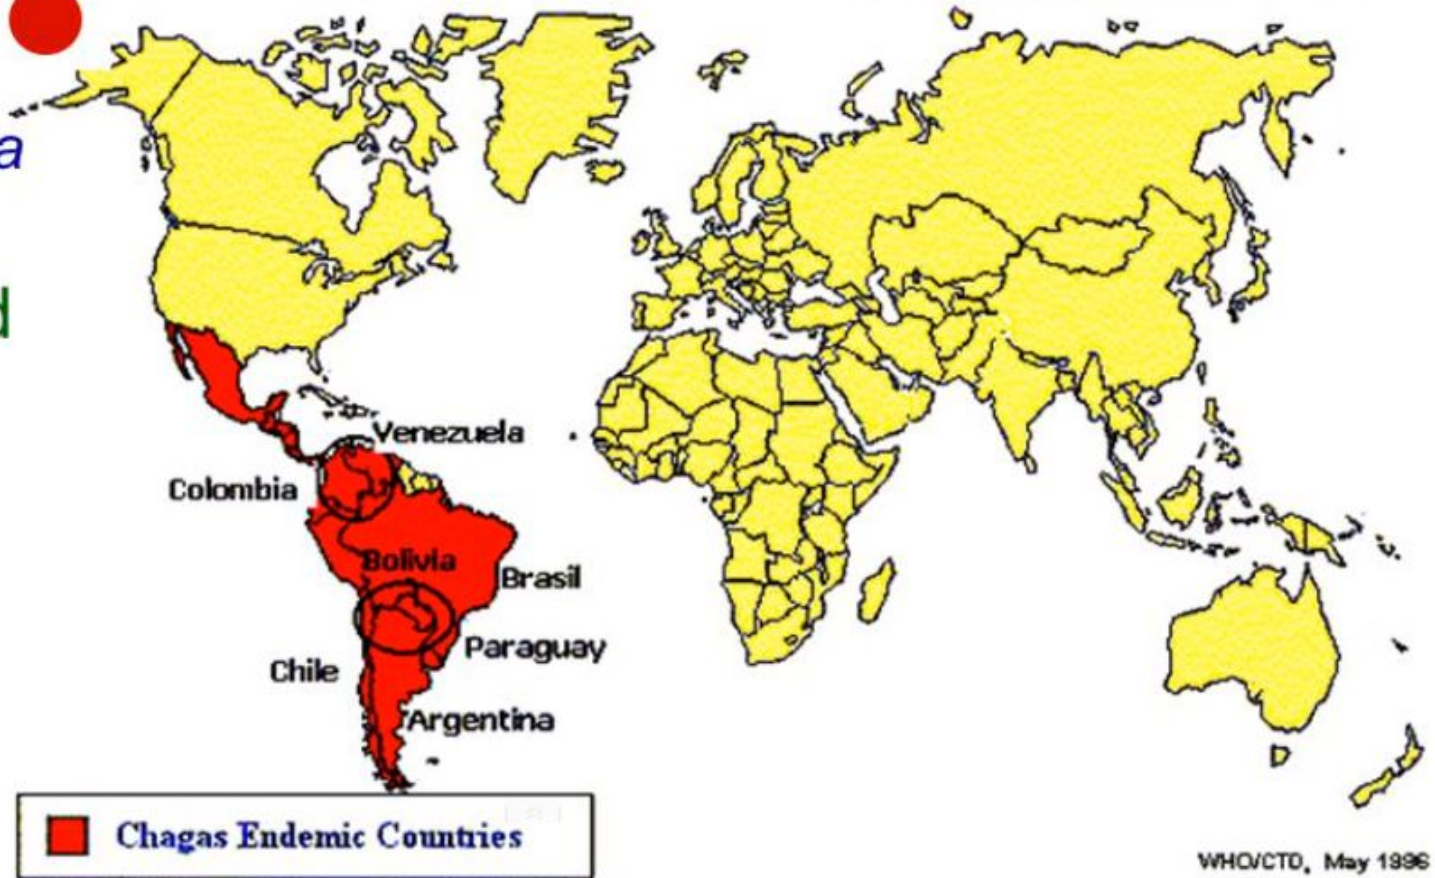 a
d
Venezuela
Colombia
Bolivia
Brasil
Paraguay
Chile
Argentina
Chagas Endemic Countries
WHO/CTD, May 1996